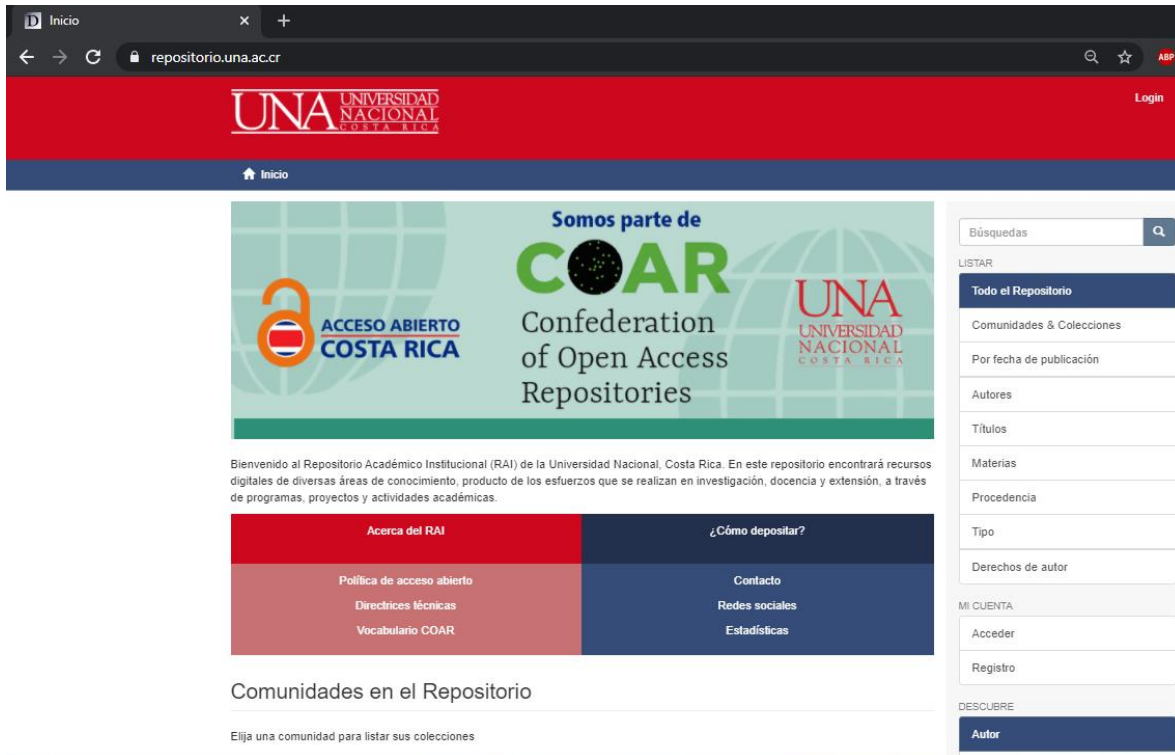 Inicio
repositorio.una.ac.cr
ABP
UNA UNIVERSIDAD
NACIONAL
COSTA RICA
Login
Inicio
Somos parte de
COAR
Confederation
of Open Access
Repositories
ACCESO ABIERTO
COSTA RICA
UNA
UNIVERSIDAD
NACIONAL
COSTA RICA
Bienvenido al Repositorio Académico Institucional (RAI) de la Universidad Nacional, Costa Rica. En este repositorio encontrará recursos
digitales de diversas áreas de conocimiento, producto de los esfuerzos que se realizan en investigación, docencia y extensión, a través
de programas, proyectos y actividades académicas.
Acerca del RAI
Política de acceso abierto
Directrices técnicas
Vocabulario COAR
¿Cómo depositar?
Contacto
Redes sociales
Estadísticas
Comunidades en el Repositorio
Elija una comunidad para listar sus colecciones
Búsquedas
LISTAR
Todo el Repositorio
Comunidades & Colecciones
Por fecha de publicación
Autores
Títulos
Materias
Procedencia
Tipo
Derechos de autor
MI CUENTA
Acceder
Registro
DESCUBRE
Autor